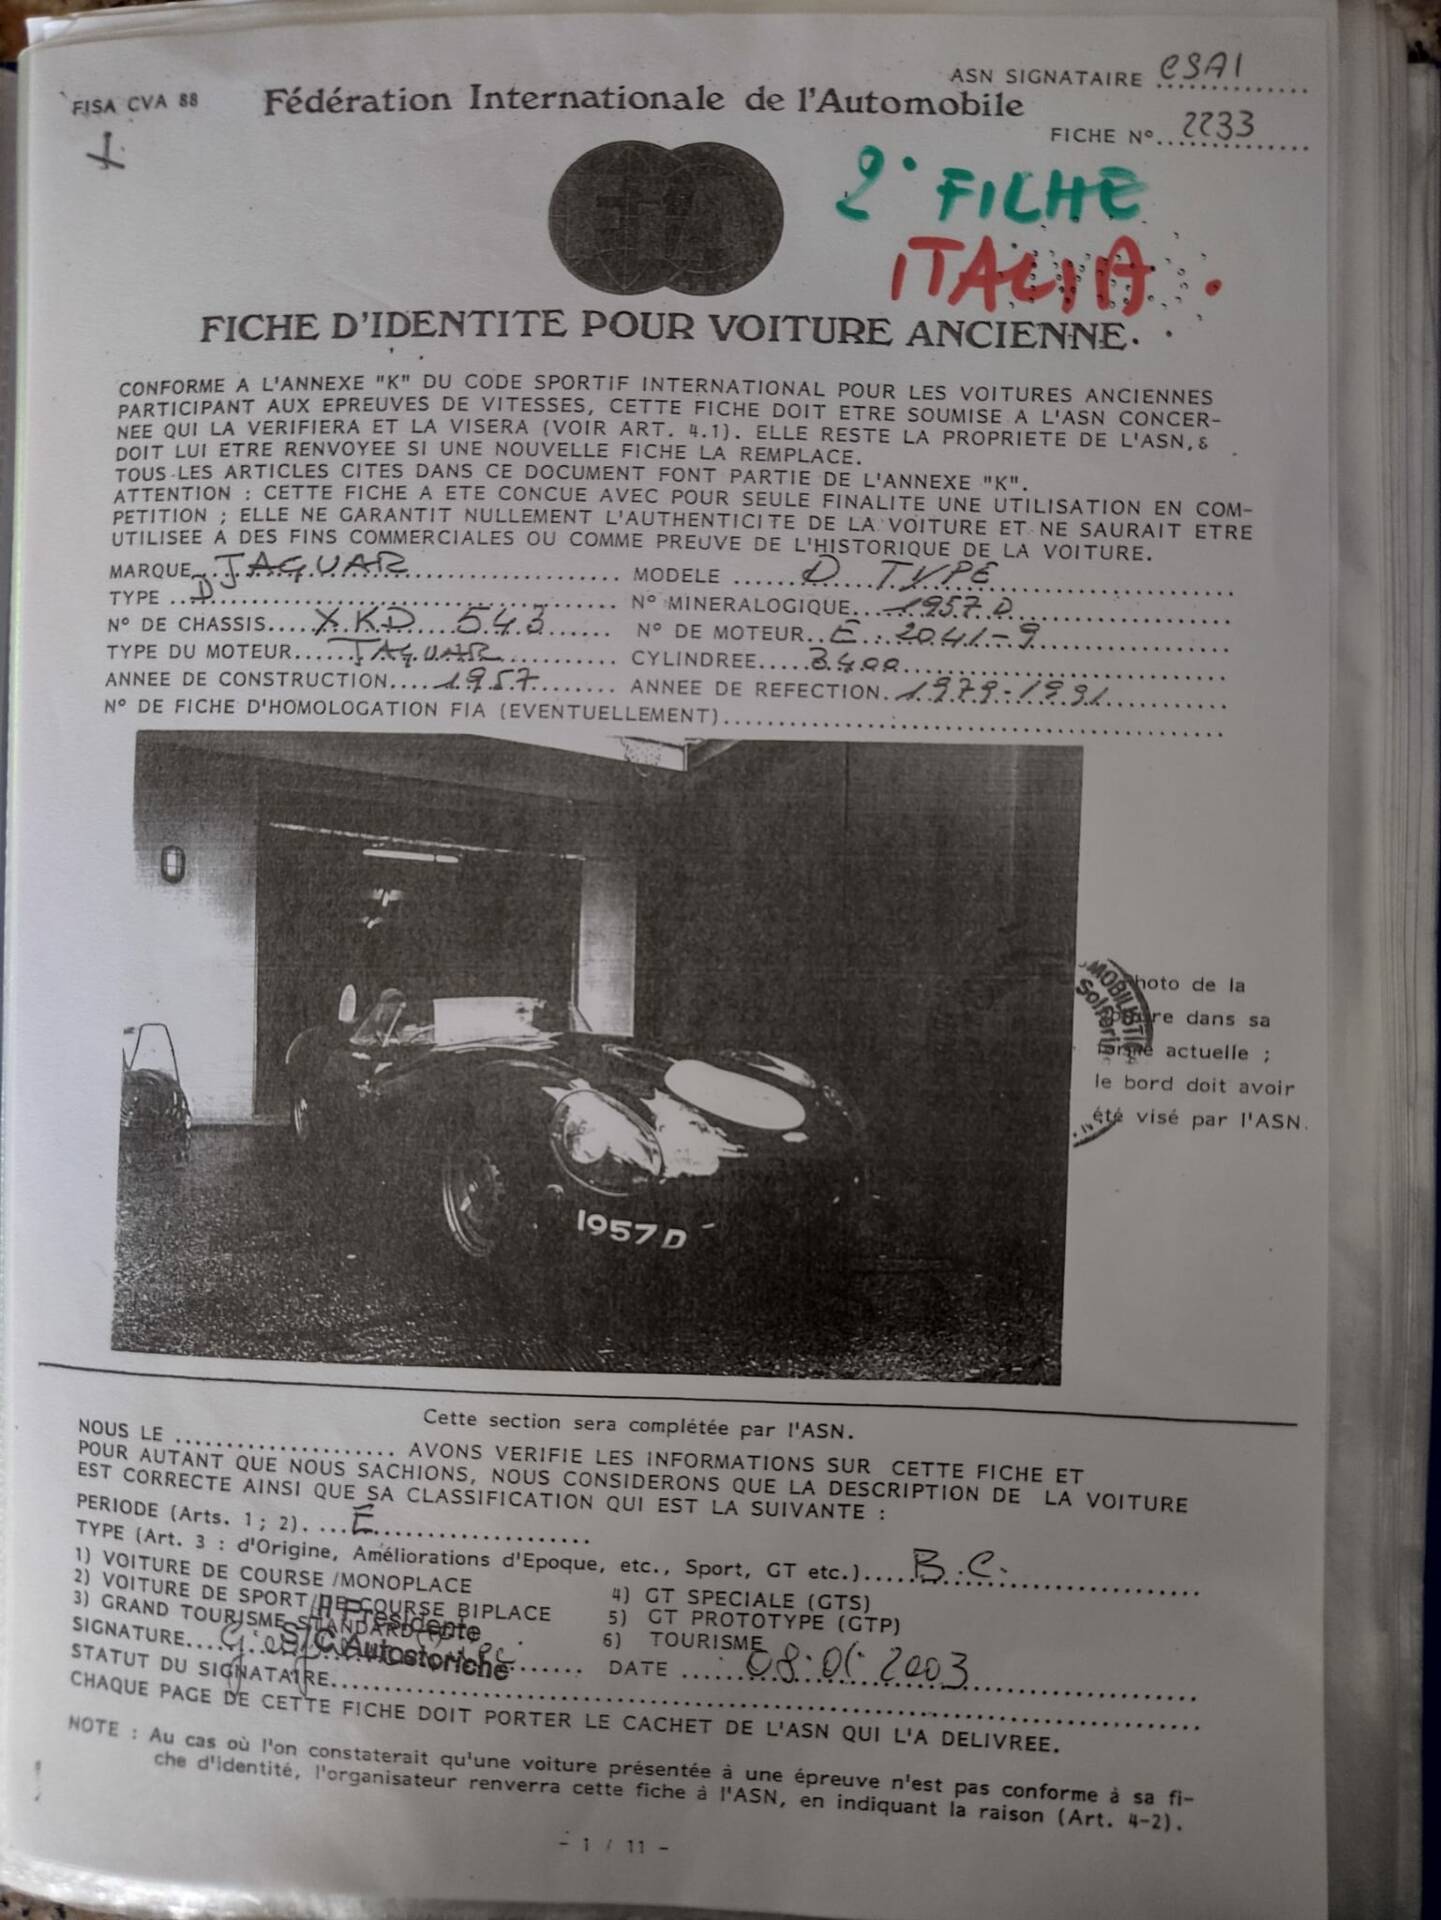 ASN SIGNATAIRE CSAI
FISA CVA 88
Fédération Internationale de l'Automobile
FICHE N° 2233
FIA
2° FICHE
ITALIA
FICHE D'IDENTITE POUR VOITURE ANCIENNE.
CONFORME A L'ANNEXE "K" DU CODE SPORTIF INTERNATIONAL POUR LES VOITURES ANCIENNES
PARTICIPANT AUX EPREUVES DE VITESSES, CETTE FICHE DOIT ETRE SOUMISE A L'ASN CONCER-
NEE QUI LA VERIFIERA ET LA VISERA (VOIR ART. 4.1). ELLE RESTE LA PROPRIETE DE L'ASN, &
DOIT LUI ETRE RENVOYEE SI UNE NOUVELLE FICHE LA REMPLACE.
TOUS LES ARTICLES CITES DANS CE DOCUMENT FONT PARTIE DE L'ANNEXE "K".
ATTENTION : CETTE FICHE A ETE CONCUE AVEC POUR SEULE FINALITE UNE UTILISATION EN COM-
PETITION ; ELLE NE GARANTIT NULLEMENT L'AUTHENTICITE DE LA VOITURE ET NE SAURAIT ETRE
UTILISEE A DES FINS COMMERCIALES OU COMME PREUVE DE L'HISTORIQUE DE LA VOITURE.
MARQUE JAGUAR MODELE D TYPE
TYPE D N° MINERALOGIQUE 1957 D
N° DE CHASSIS XKD 543 N° DE MOTEUR E 2041-9
TYPE DU MOTEUR JAGUAR CYLINDREE 3400
ANNEE DE CONSTRUCTION 1957 ANNEE DE REFECTION 1979-1991
N° DE FICHE D'HOMOLOGATION FIA (EVENTUELLEMENT)
1957 D
Photo de la
voiture dans sa
forme actuelle ;
le bord doit avoir
été visé par l'ASN.
Cette section sera complétée par l'ASN.
NOUS LE AVONS VERIFIE LES INFORMATIONS SUR CETTE FICHE ET
POUR AUTANT QUE NOUS SACHIONS, NOUS CONSIDERONS QUE LA DESCRIPTION DE LA VOITURE
EST CORRECTE AINSI QUE SA CLASSIFICATION QUI EST LA SUIVANTE :
PERIODE (Arts. 1 ; 2). E
TYPE (Art. 3 : d'Origine, Améliorations d'Epoque, etc., Sport, GT etc.) B.C.
1) VOITURE DE COURSE /MONOPLACE
4) GT SPECIALE (GTS)
2) VOITURE DE SPORT/DE COURSE BIPLACE
5) GT PROTOTYPE (GTP)
3) GRAND TOURISME STANDARD
6) TOURISME
Il Presidente
S/C Autostoriche
SIGNATURE DATE 08.01.2003
STATUT DU SIGNATAIRE
CHAQUE PAGE DE CETTE FICHE DOIT PORTER LE CACHET DE L'ASN QUI L'A DELIVREE.
NOTE : Au cas où l'on constaterait qu'une voiture présentée à une épreuve n'est pas conforme à sa fi-
che d'identité, l'organisateur renverra cette fiche à l'ASN, en indiquant la raison (Art. 4-2).
- 1 / 11 -